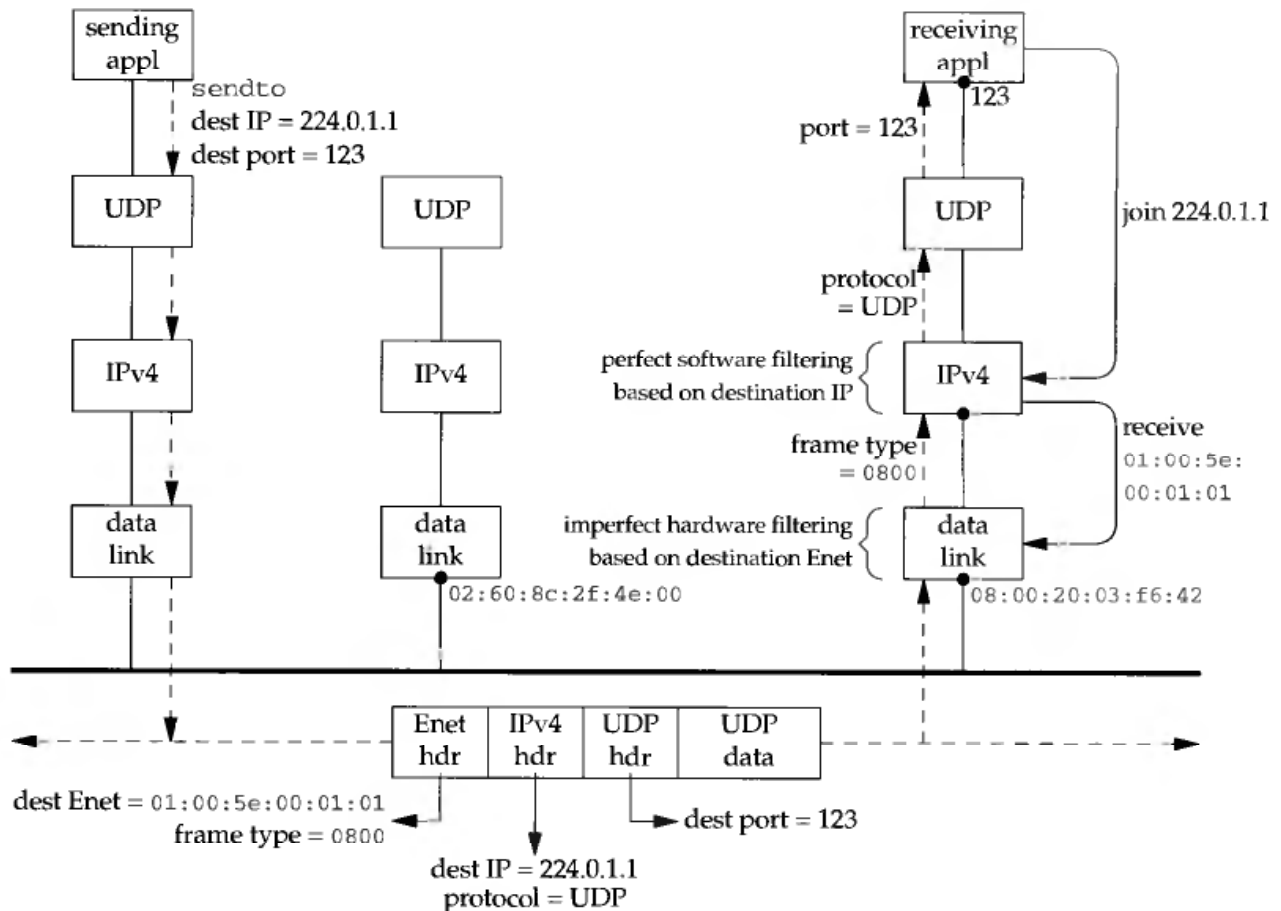 sending
appl
sendto
dest IP = 224.0.1.1
dest port = 123
UDP
IPv4
data
link
UDP
IPv4
data
link
02:60:8c:2f:4e:00
receiving
appl
123
port = 123
UDP
join 224.0.1.1
protocol
= UDP
perfect software filtering
based on destination IP
IPv4
frame type
= 0800
receive
01:00:5e:
00:01:01
imperfect hardware filtering
based on destination Enet
data
link
08:00:20:03:f6:42
Enet
hdr
IPv4
hdr
UDP
hdr
UDP
data
dest Enet = 01:00:5e:00:01:01
frame type = 0800
dest port = 123
dest IP = 224.0.1.1
protocol = UDP